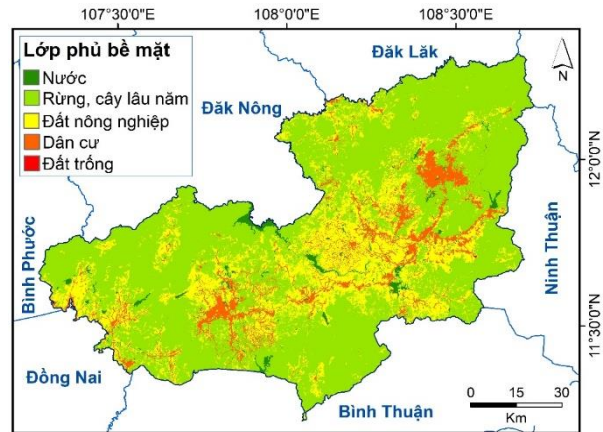 107°3'0"E
108°0'0"E
108°3'0"E
Lớp phủ bề mặt
Nước
Rừng, cây lâu năm
Đất nông nghiệp
Dân cư
Đất trống
Đăk Lăk
Đăk Nông
N
12°0'0"N
Bình Phước
Ninh Thuận
11°30'0"N
Đồng Nai
Bình Thuận
0 15 30
Km